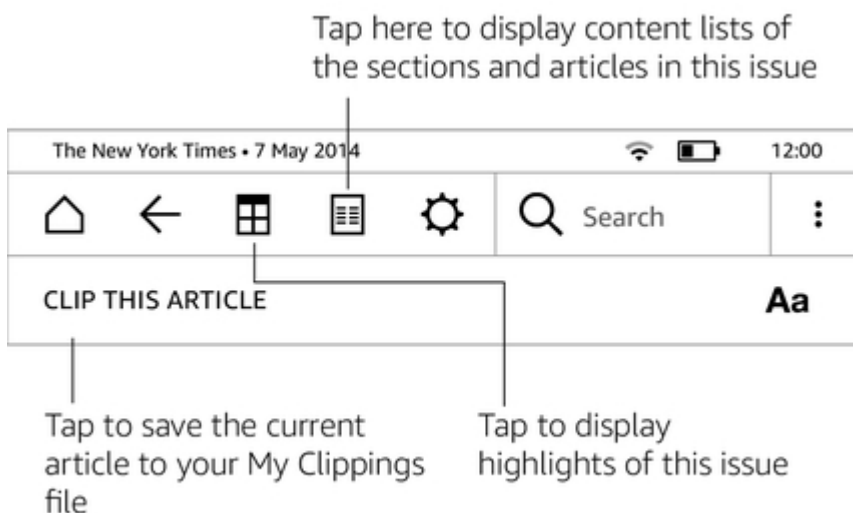 Tap here to display content lists of
the sections and articles in this issue
The New York Times • 7 May 2014
12:00
Search
CLIP THIS ARTICLE
Aa
Tap to save the current
article to your My Clippings
file
Tap to display
highlights of this issue